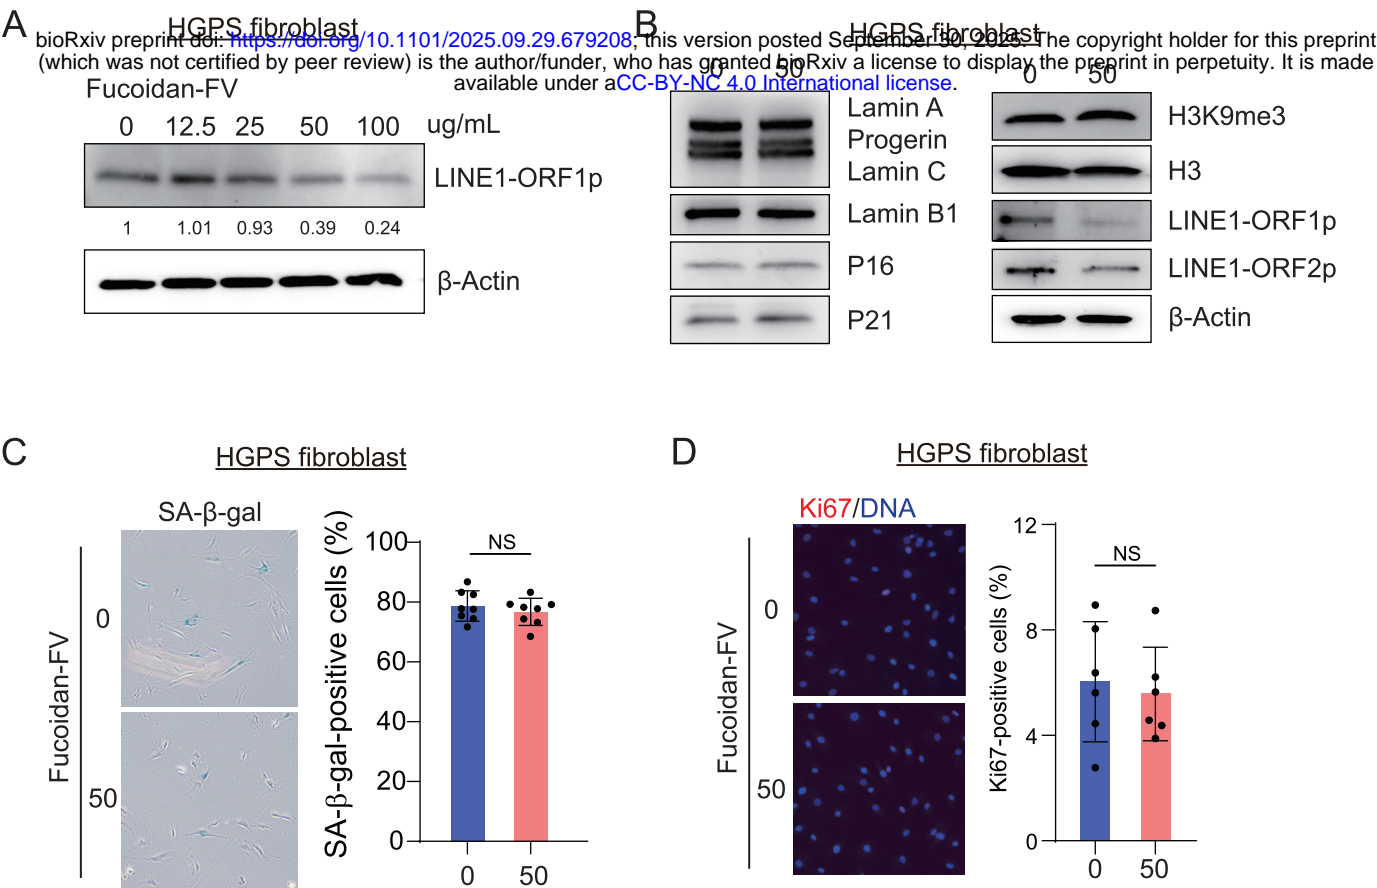 A
HGPS fibroblast
B
HGPS fibroblast
bioRxiv preprint doi: https://doi.org/10.1101/2025.09.29.679208; this version posted September 30, 2025. The copyright holder for this preprint
(which was not certified by peer review) is the author/funder, who has granted bioRxiv a license to display the preprint in perpetuity. It is made
available under aCC-BY-NC 4.0 International license.
Fucoidan-FV
0 12.5 25 50 100 ug/mL
LINE1-ORF1p
1 1.01 0.93 0.39 0.24
β-Actin
0 50
Lamin A
Progerin
Lamin C
Lamin B1
P16
P21
0 50
H3K9me3
H3
LINE1-ORF1p
LINE1-ORF2p
β-Actin
C
HGPS fibroblast
SA-β-gal
Fucoidan-FV
0
50
SA-β-gal-positive cells (%)
100
80
60
40
20
0
NS
0 50
D
HGPS fibroblast
Ki67/DNA
Fucoidan-FV
0
50
Ki67-positive cells (%)
12
8
4
0
NS
0 50